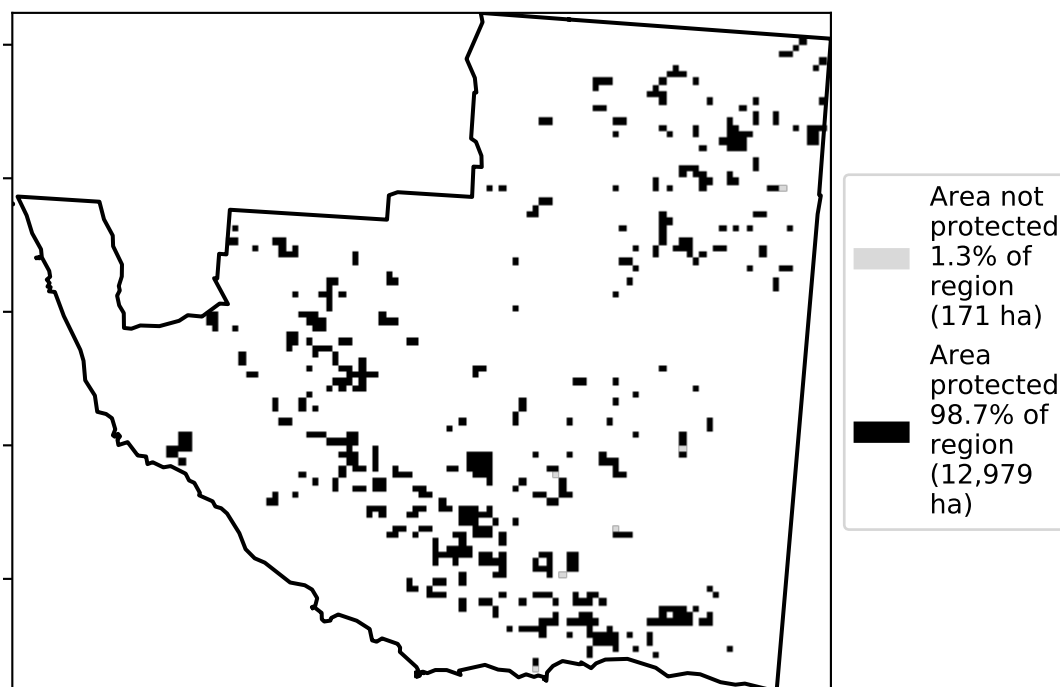 Area not
protected
1.3% of
region
(171 ha)
Area
protected
98.7% of
region
(12,979
ha)